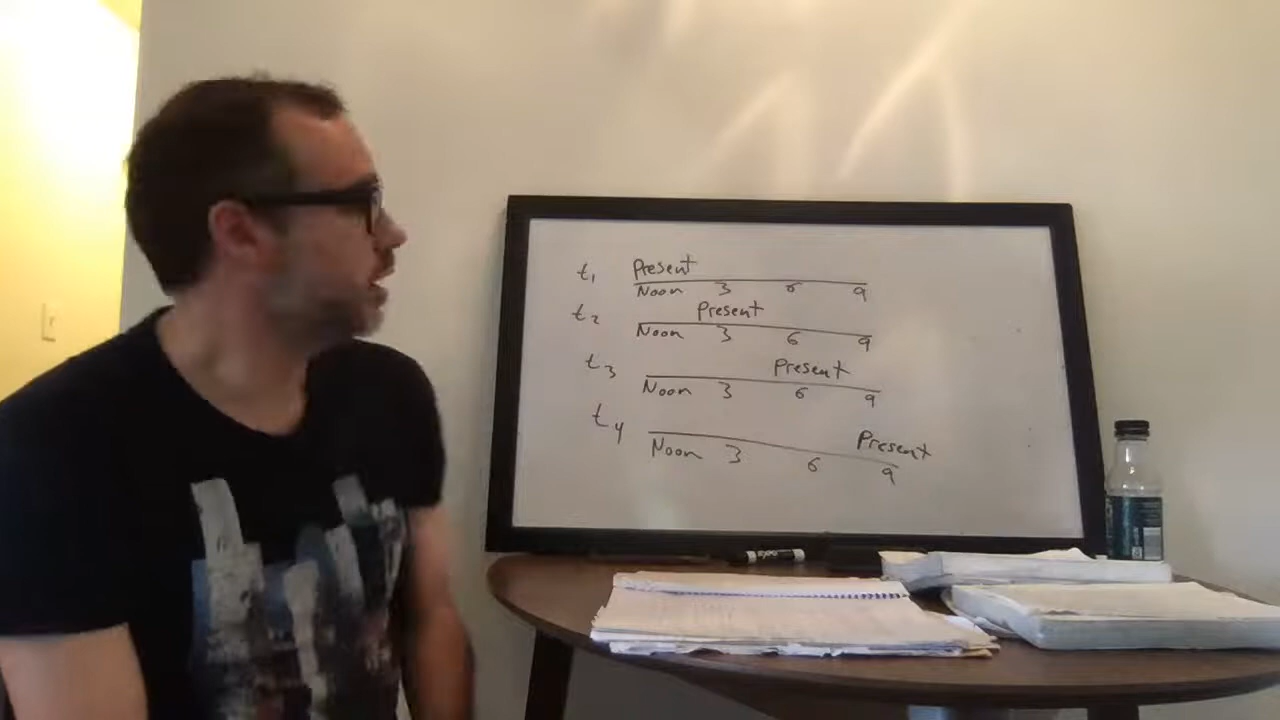 t₁ Present
Noon 3 6 9
t₂ Present
Noon 3 6 9
t₃ Present
Noon 3 6 9
t₄ Present
Noon 3 6 9